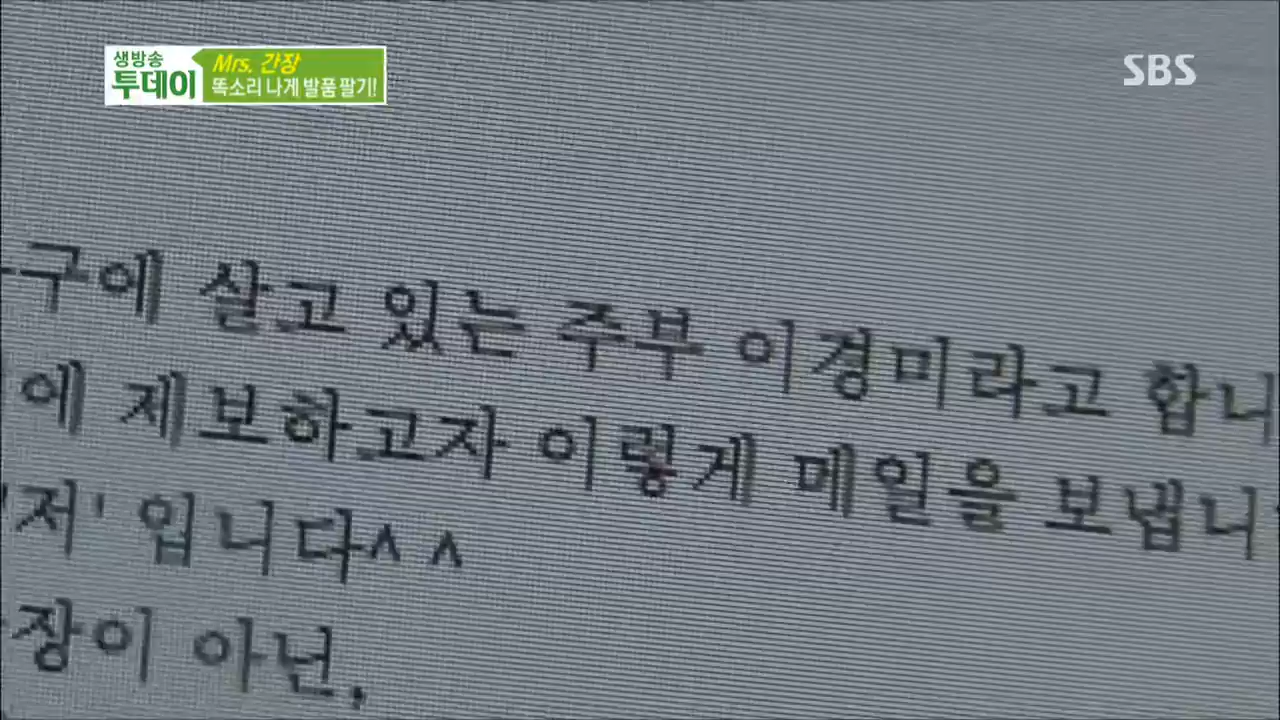 생방송
투데이
Mrs. 간장
똑소리 나게 발품 팔기!
SBS
구에 살고 있는 주부 이경미라고 합니
에 제보하고자 이렇게 메일을 보냅니
저' 입니다^ ^
장이 아닌,